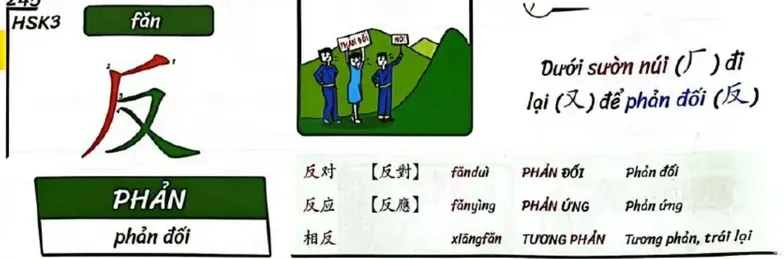 245
HSK3
fǎn
反
PHẢN
phản đối
PHẢN ĐỐI
NO!
Dưới sườn núi (厂) đi
lại (又) để phản đối (反)
反对 【反對】 fǎnduì PHẢN ĐỐI Phản đối
反应 【反應】 fǎnyìng PHẢN ỨNG Phản ứng
相反 xiāngfǎn TƯƠNG PHẢN Tương phản, trái lại